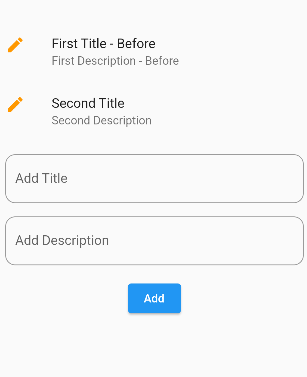 First Title - Before
First Description - Before
Second Title
Second Description
Add Title
Add Description
Add